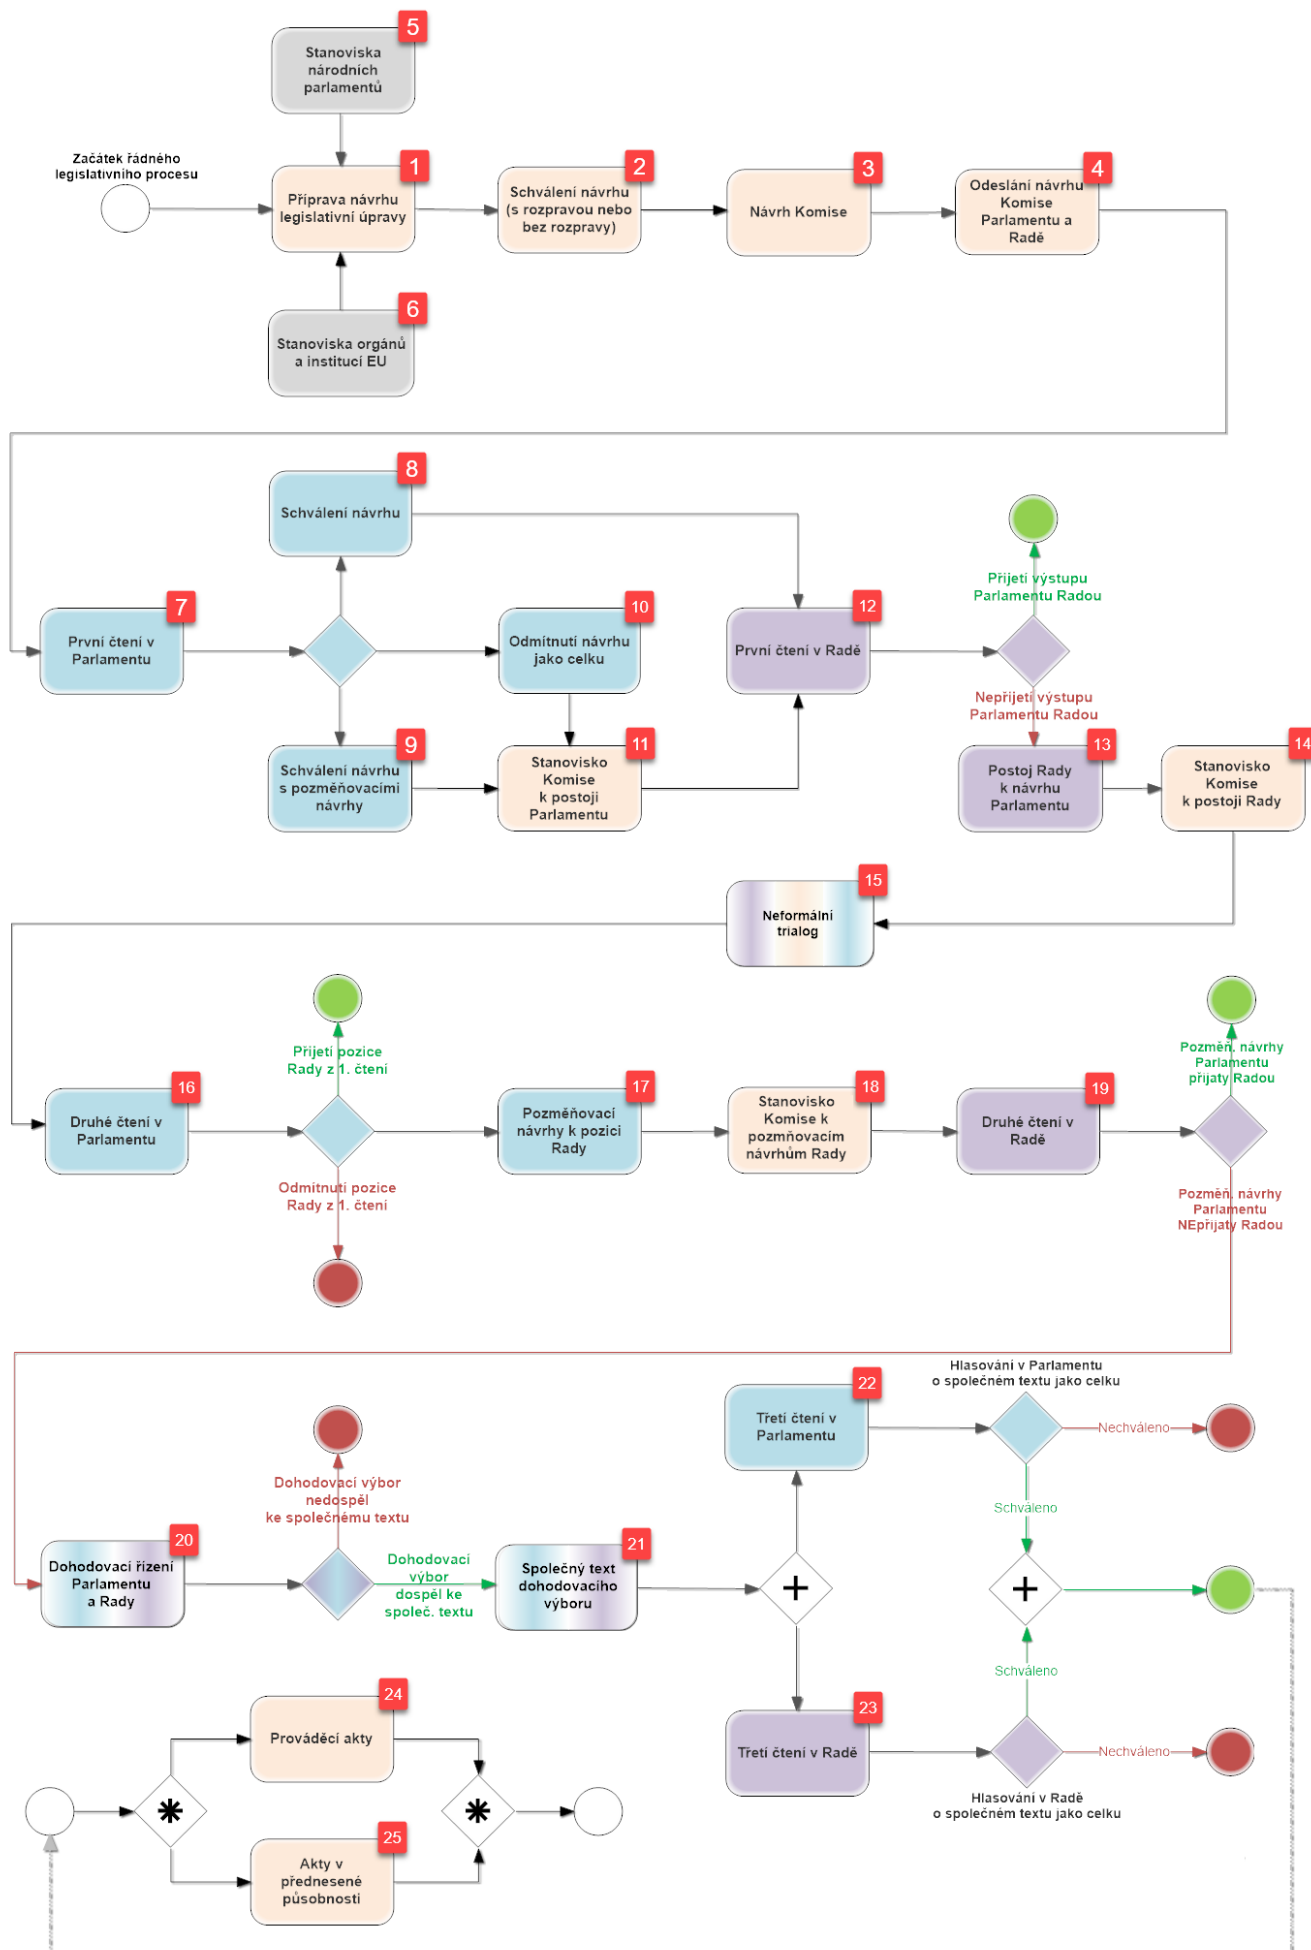 5
Stanoviska
národních
parlamentů
Začátek řádného
legislativního procesu
1
Příprava návrhu
legislativní úpravy
2
Schválení návrhu
(s rozpravou nebo
bez rozpravy)
3
Návrh Komise
4
Odeslání návrhu
Komise
Parlamentu a
Radě
6
Stanoviska orgánů
a institucí EU
8
Schválení návrhu
7
První čtení v
Parlamentu
10
Odmítnutí návrhu
jako celku
12
První čtení v Radě
Přijetí výstupu
Parlamentu Radou
Nepřijetí výstupu
Parlamentu Radou
9
Schválení návrhu
s pozměňovacími
návrhy
11
Stanovisko
Komise
k postoji
Parlamentu
13
Postoj Rady
k návrhu
Parlamentu
14
Stanovisko
Komise
k postoji Rady
15
Neformální
trialog
Přijetí pozice
Rady z 1. čtení
Pozměň. návrhy
Parlamentu
přijaty Radou
16
Druhé čtení v
Parlamentu
17
Pozměňovací
návrhy k pozici
Rady
18
Stanovisko
Komise k
pozmňovacím
návrhům Rady
19
Druhé čtení v
Radě
Odmítnutí pozice
Rady z 1. čtení
Pozměň. návrhy
Parlamentu
NEpřijaty Radou
22
Třetí čtení v
Parlamentu
Hlasování v Parlamentu
o společném textu jako celku
Nechváleno
Dohodovací výbor
nedospěl
ke společnému textu
Schváleno
20
Dohodovací řízení
Parlamentu
a Rady
Dohodovací
výbor
dospěl ke
společ. textu
21
Společný text
dohodovacího
výboru
Schváleno
24
Prováděcí akty
23
Třetí čtení v Radě
Nechváleno
Hlasování v Radě
o společném textu jako celku
25
Akty v
přednesené
působnosti